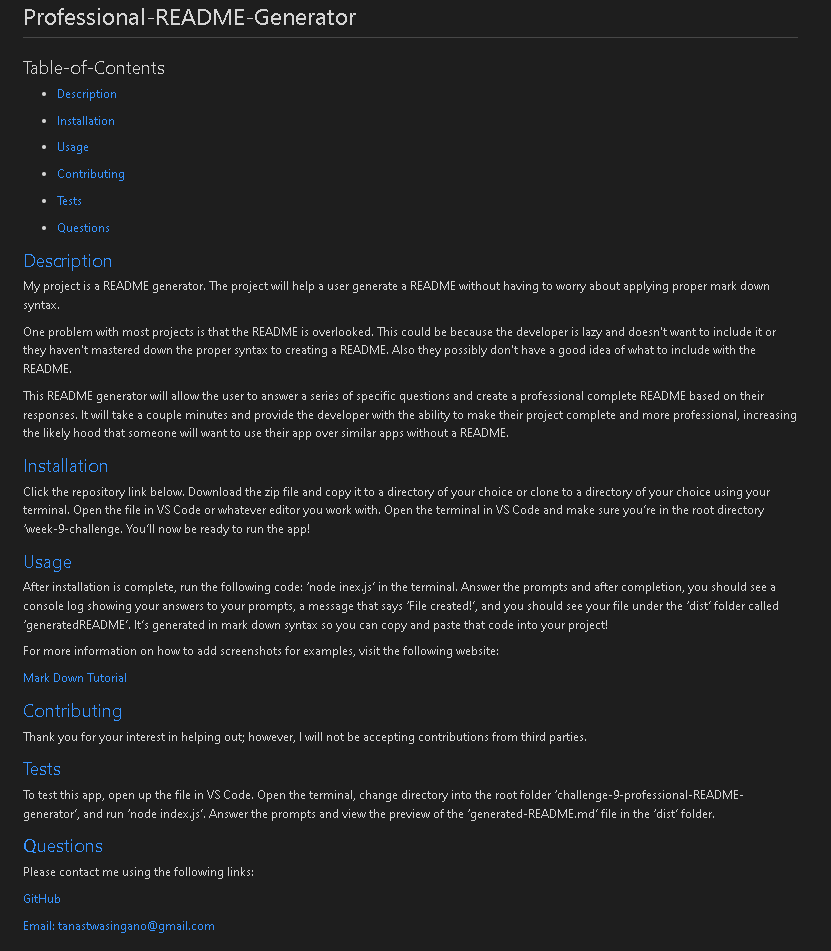 Professional-README-Generator
Table-of-Contents
• Description
• Installation
• Usage
• Contributing
• Tests
• Questions
Description
My project is a README generator. The project will help a user generate a README without having to worry about applying proper mark down
syntax.
One problem with most projects is that the README is overlooked. This could be because the developer is lazy and doesn't want to include it or
they haven't mastered down the proper syntax to creating a README. Also they possibly don't have a good idea of what to include with the
README.
This README generator will allow the user to answer a series of specific questions and create a professional complete README based on their
responses. It will take a couple minutes and provide the developer with the ability to make their project complete and more professional, increasing
the likely hood that someone will want to use their app over similar apps without a README.
Installation
Click the repository link below. Download the zip file and copy it to a directory of your choice or clone to a directory of your choice using your
terminal. Open the file in VS Code or whatever editor you work with. Open the terminal in VS Code and make sure you’re in the root directory
‘week-9-challenge. You’ll now be ready to run the app!
Usage
After installation is complete, run the following code: ‘node inex.js’ in the terminal. Answer the prompts and after completion, you should see a
console log showing your answers to your prompts, a message that says ‘File created!’, and you should see your file under the ‘dist’ folder called
‘generatedREADME’. It’s generated in mark down syntax so you can copy and paste that code into your project!
For more information on how to add screenshots for examples, visit the following website:
Mark Down Tutorial
Contributing
Thank you for your interest in helping out; however, I will not be accepting contributions from third parties.
Tests
To test this app, open up the file in VS Code. Open the terminal, change directory into the root folder ‘challenge-9-professional-README-
generator’, and run ‘node index.js’. Answer the prompts and view the preview of the ‘generated-README.md’ file in the ‘dist’ folder.
Questions
Please contact me using the following links:
GitHub
Email: tanastwasingano@gmail.com